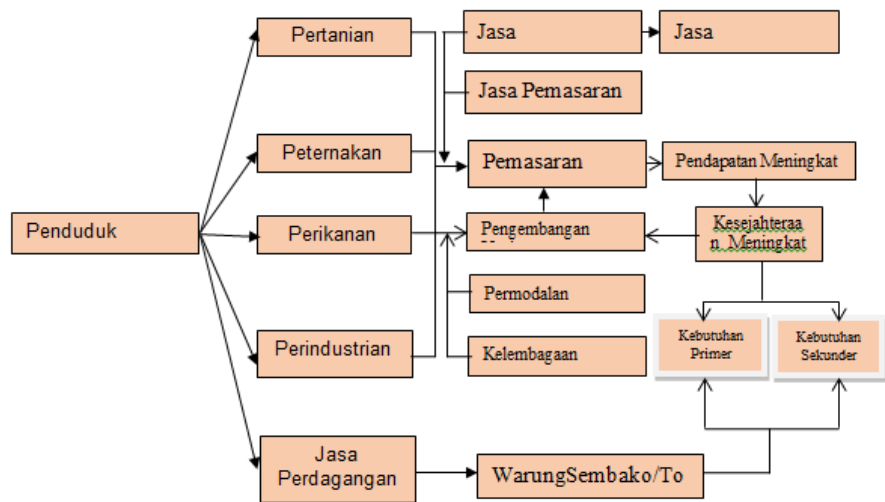 Pertanian
Jasa
Jasa
Jasa Pemasaran
Peternakan
Pemasaran
Pendapatan Meningkat
Penduduk
Perikanan
Pengembangan
Kesejahteraa
n Meningkat
Permodalan
Perindustrian
Kelembagaan
Kebutuhan
Primer
Kebutuhan
Sekunder
Jasa
Perdagangan
WarungSembako/To